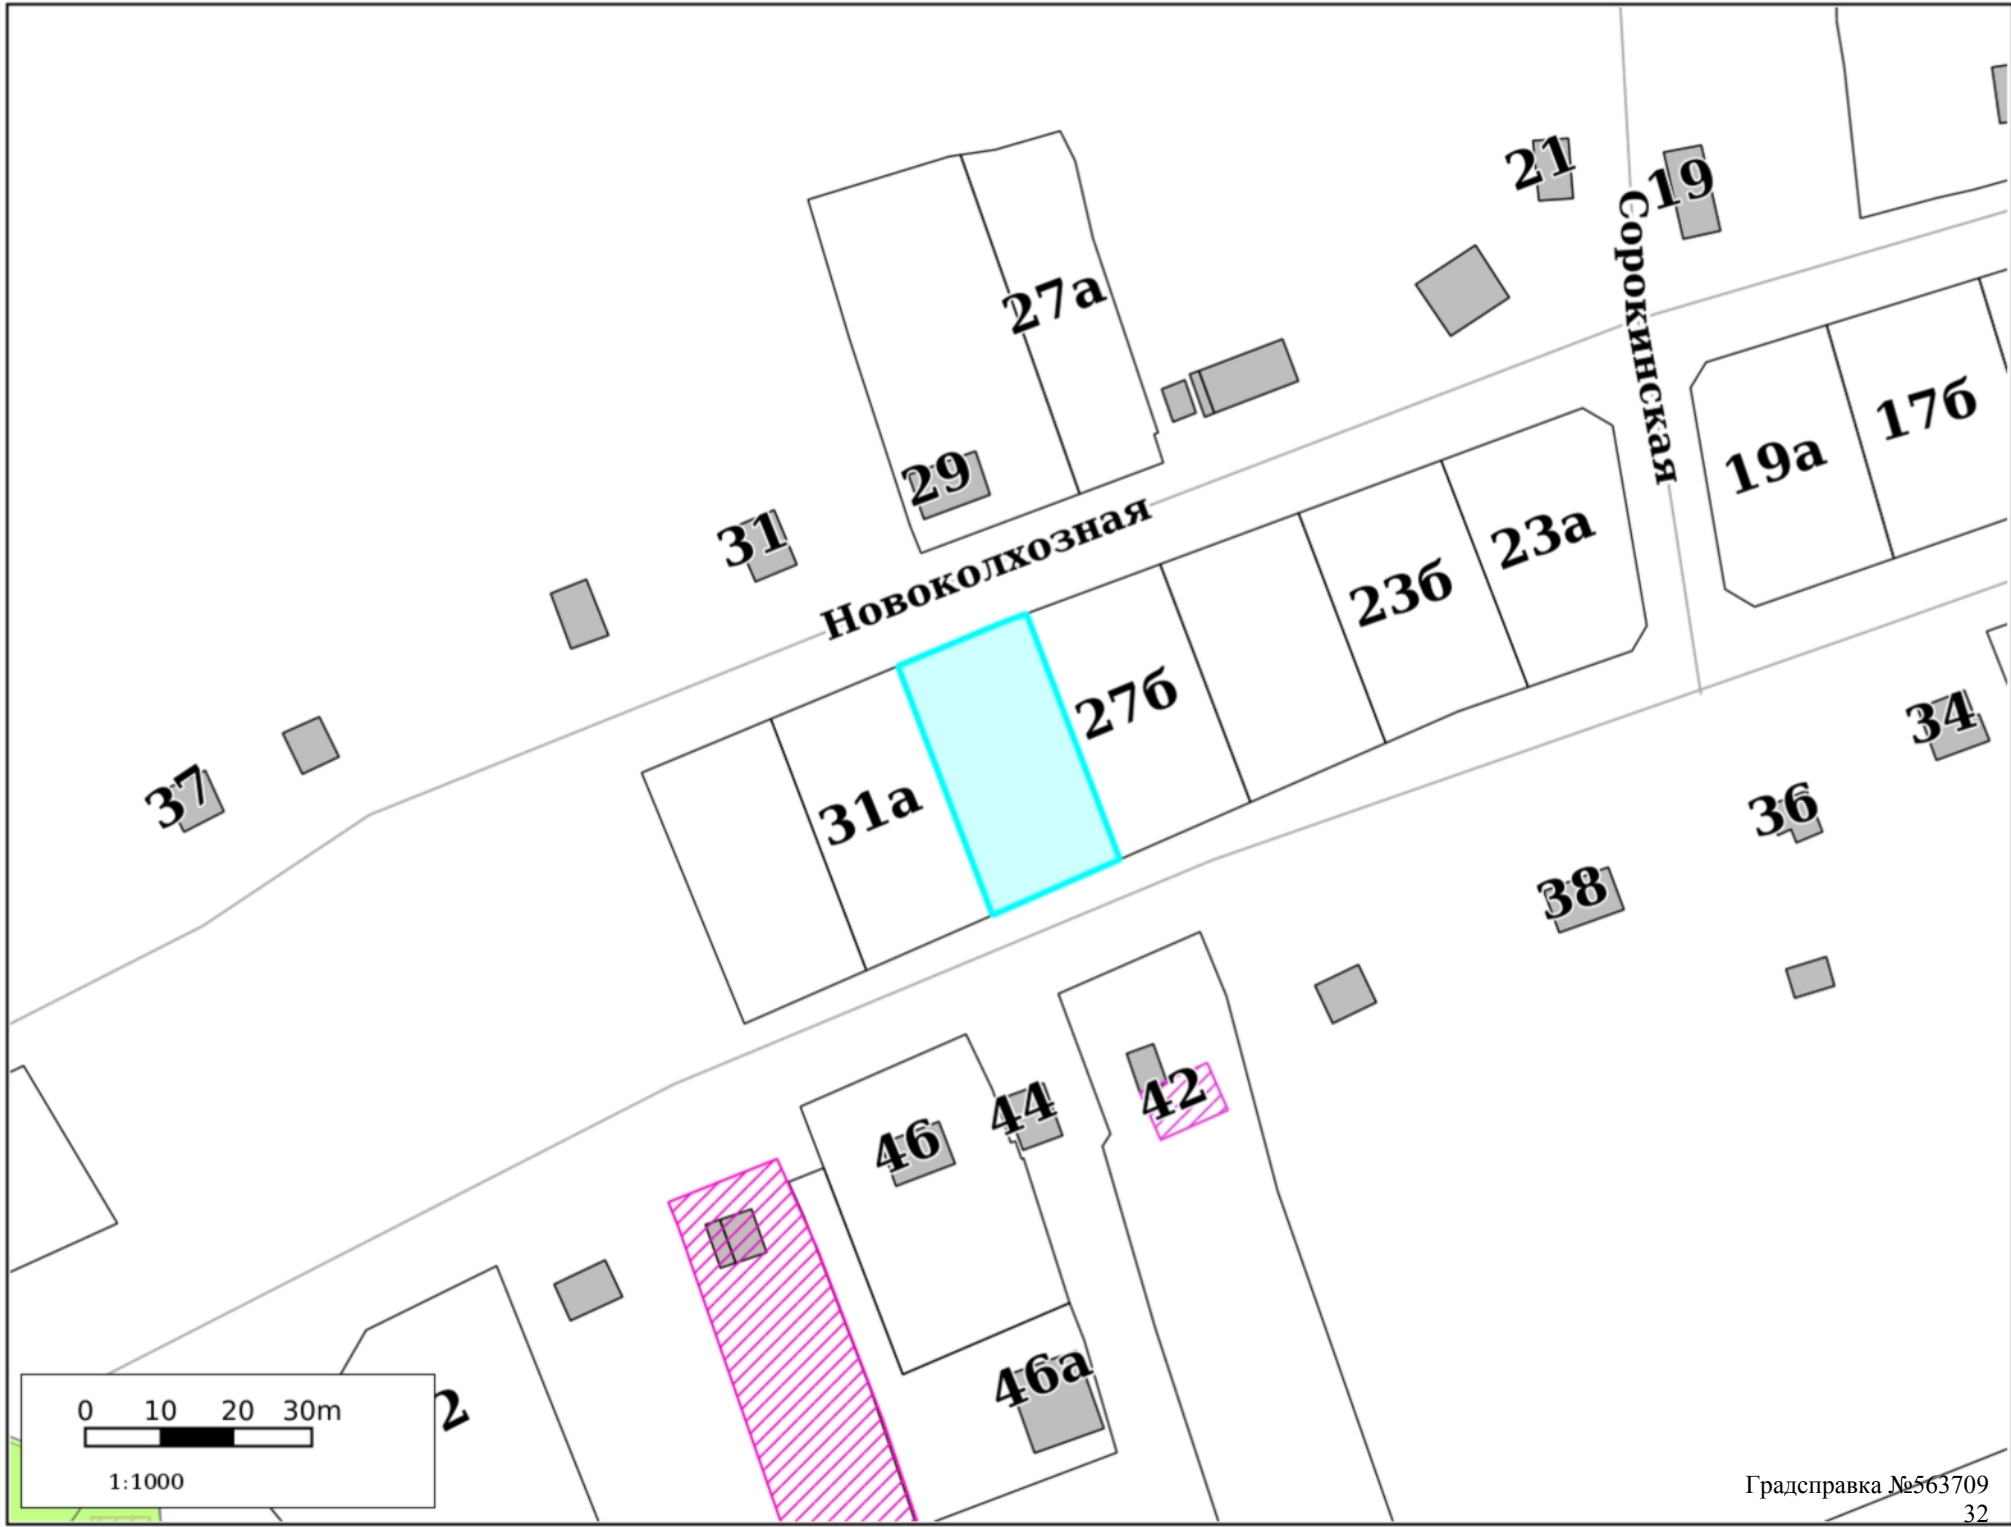 21
19
Сорокинская
27а
17б
19а
29
31
Новоколхозная
23а
23б
27б
34
37
31а
36
38
42
44
46
46а
2
0 10 20 30m
1:1000
Градсправка №563709
32